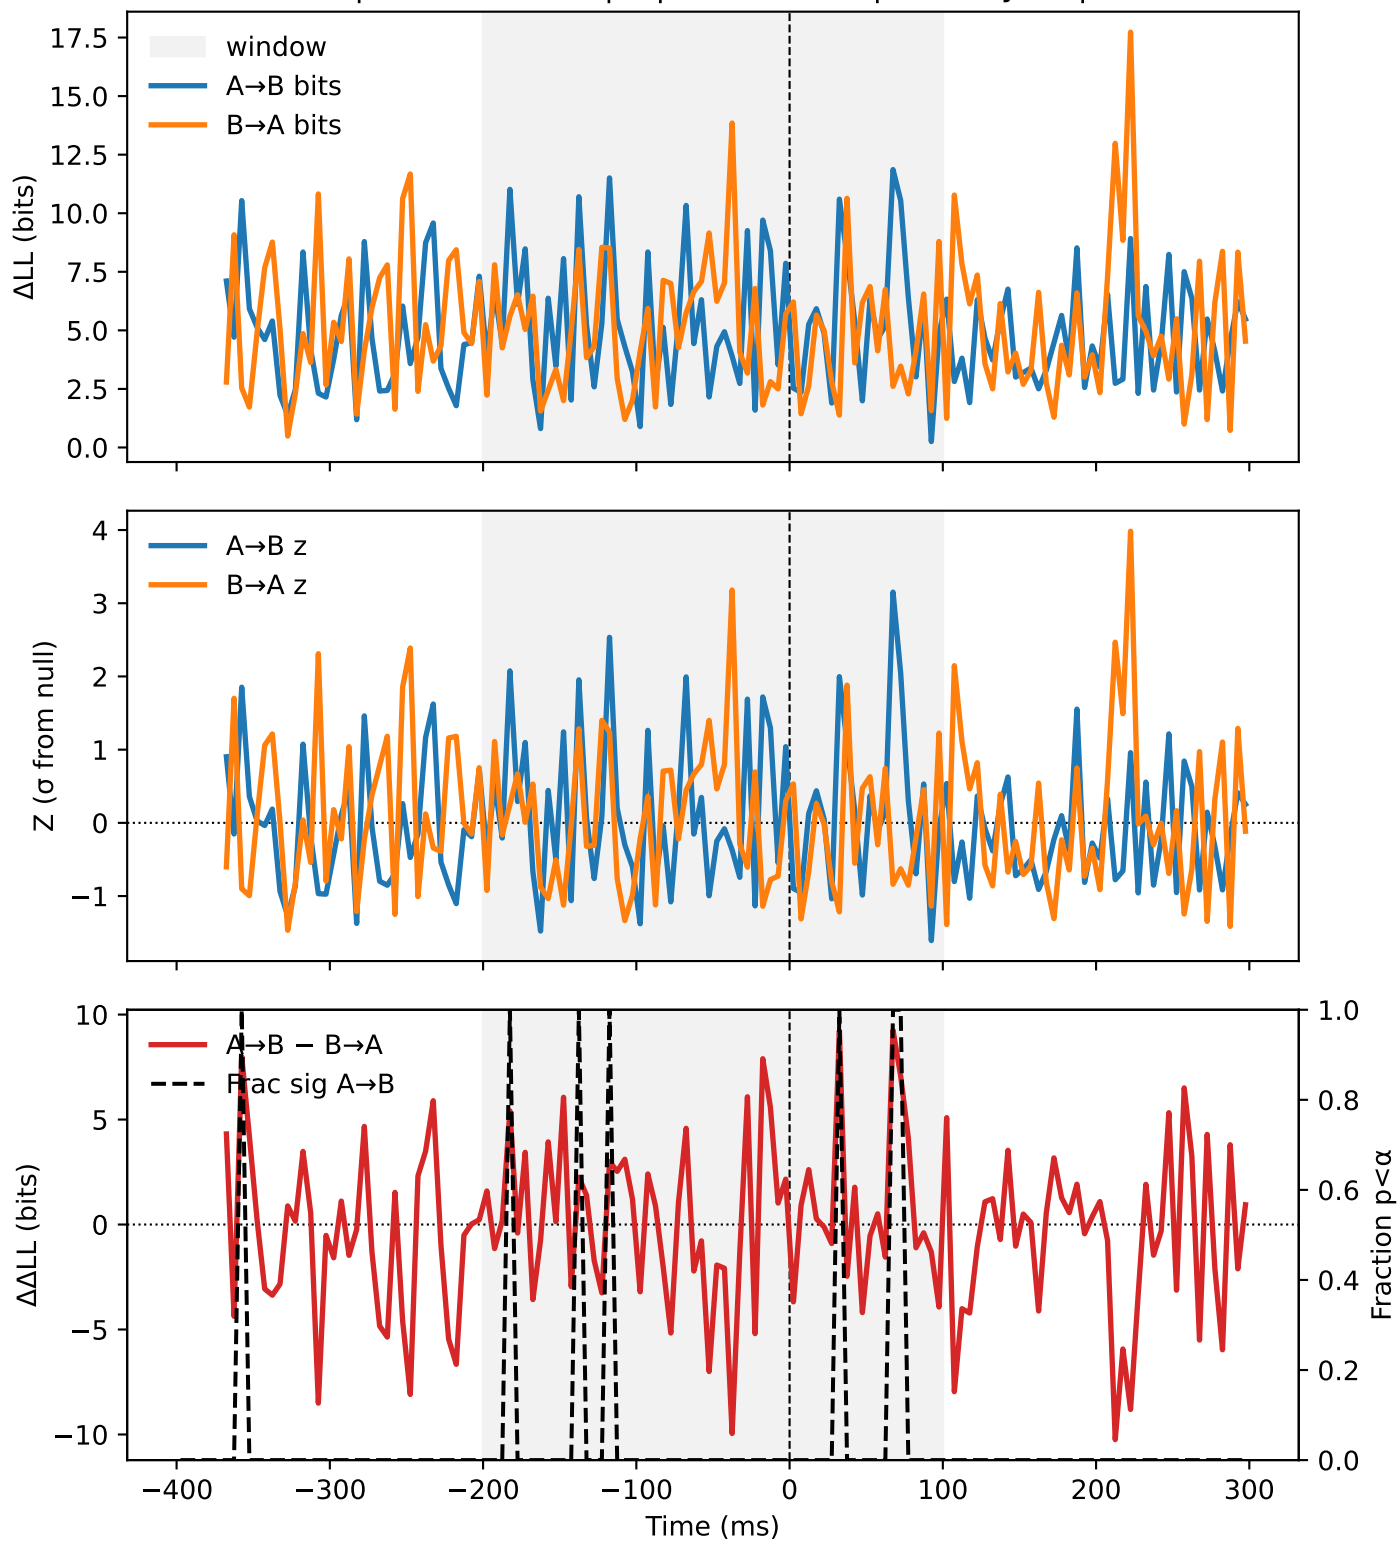 17.5
15.0
12.5
10.0
7.5
5.0
2.5
0.0
ΔLL (bits)
window
A→B bits
B→A bits
4
3
2
1
0
−1
Z (σ from null)
A→B z
B→A z
10
5
0
−5
−10
ΔΔLL (bits)
A→B − B→A
Frac sig A→B
1.0
0.8
0.6
0.4
0.2
0.0
Fraction p<α
−400 −300 −200 −100 0 100 200 300
Time (ms)